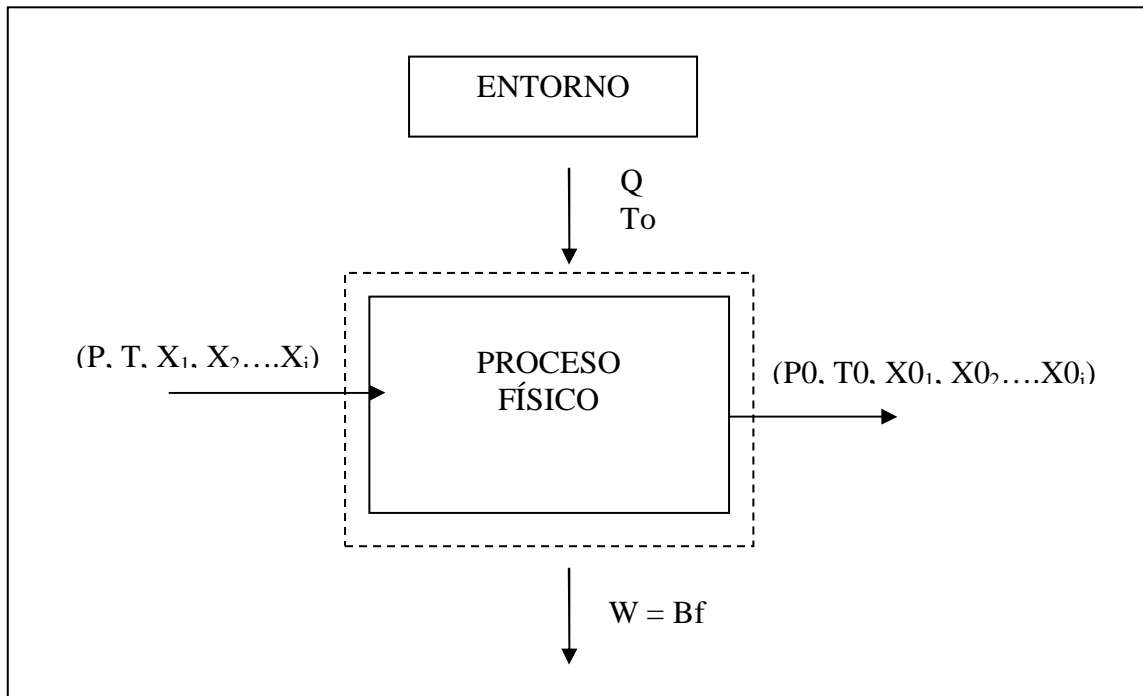 ENTORNO
Q
To
(P, T, X₁, X₂….Xᵢ)
PROCESO
FÍSICO
(P0, T0, X0₁, X0₂….X0ᵢ)
W = Bf